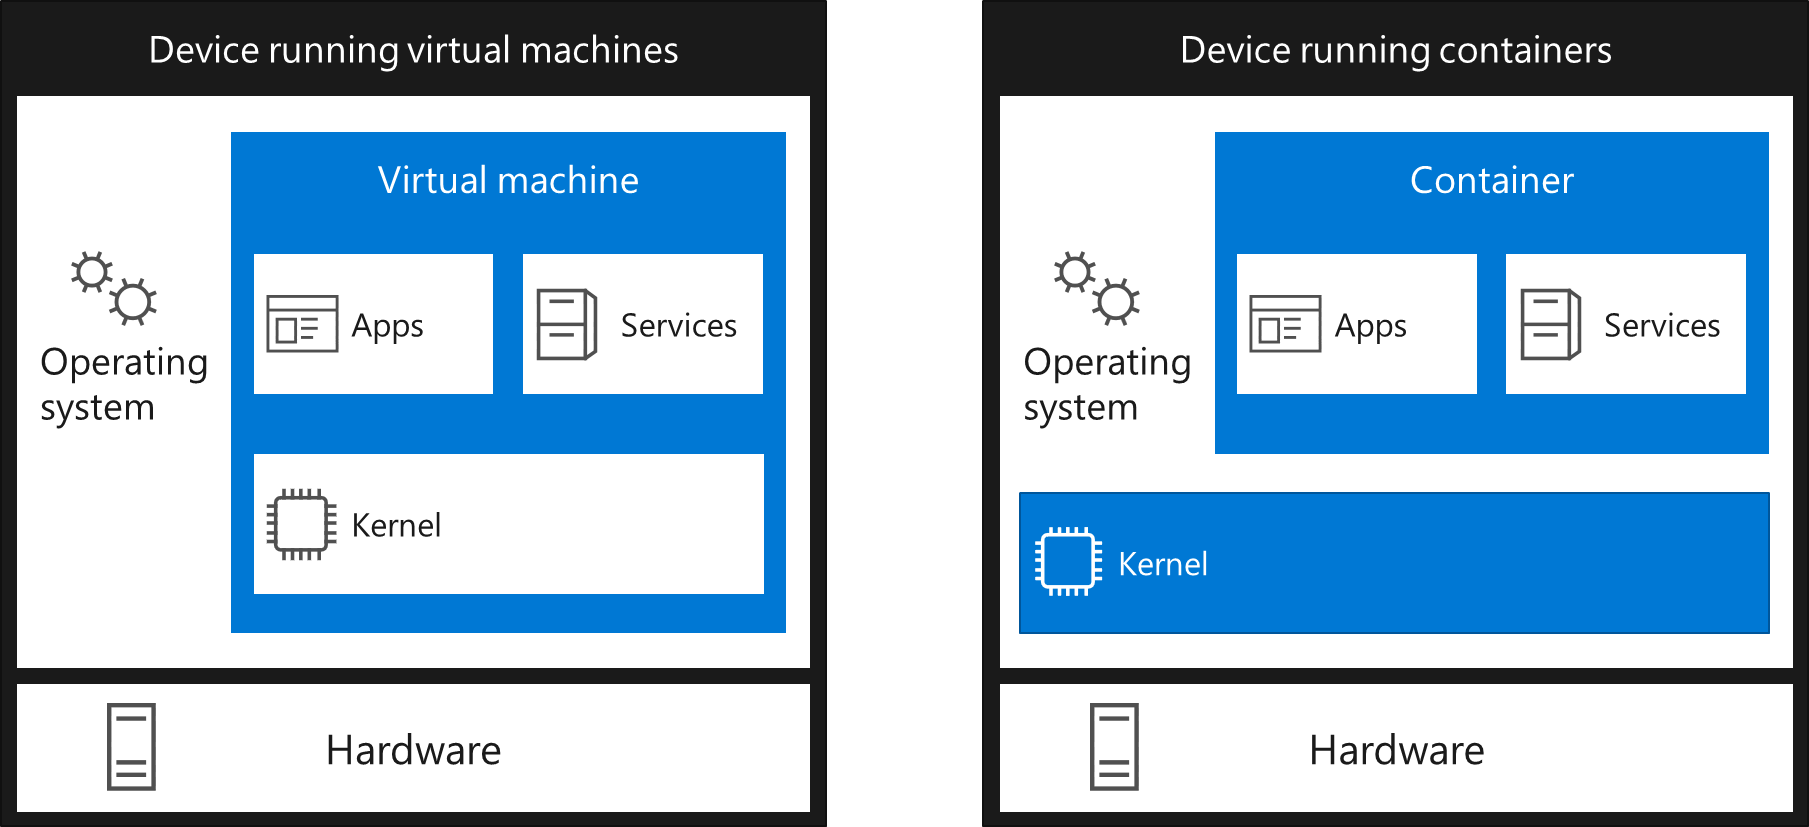 Device running virtual machines
Virtual machine
Apps
Services
Operating
system
Kernel
Hardware
Device running containers
Container
Apps
Services
Operating
system
Kernel
Hardware